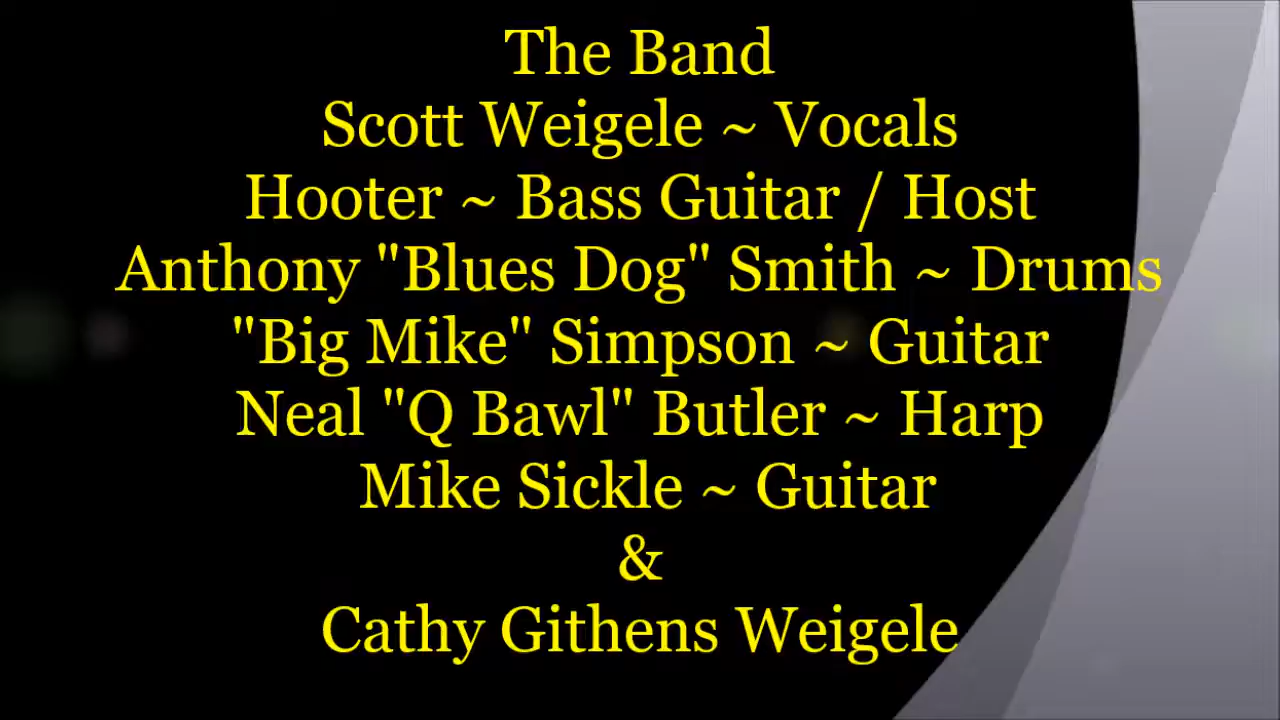 The Band
Scott Weigele ~ Vocals
Hooter ~ Bass Guitar / Host
Anthony "Blues Dog" Smith ~ Drums
"Big Mike" Simpson ~ Guitar
Neal "Q Bawl" Butler ~ Harp
Mike Sickle ~ Guitar
&
Cathy Githens Weigele